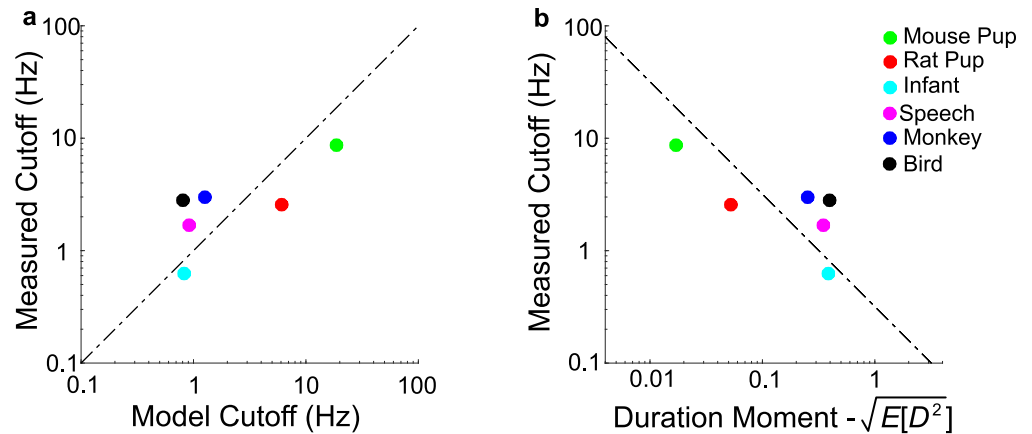 a
100
10
1
0.1
Measured Cutoff (Hz)
0.1
1
10
100
Model Cutoff (Hz)
b
100
10
1
0.1
Measured Cutoff (Hz)
0.01
0.1
1
Duration Moment - √E[D²]
Mouse Pup
Rat Pup
Infant
Speech
Monkey
Bird